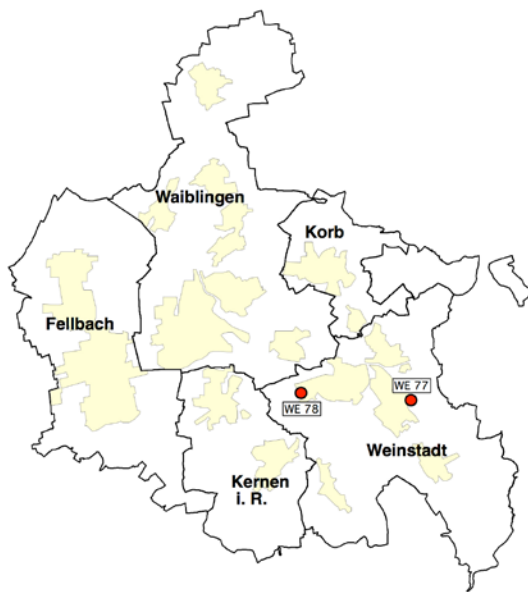 Waiblingen
Korb
Fellbach
WE 77
WE 78
Weinstadt
Kernen
i. R.